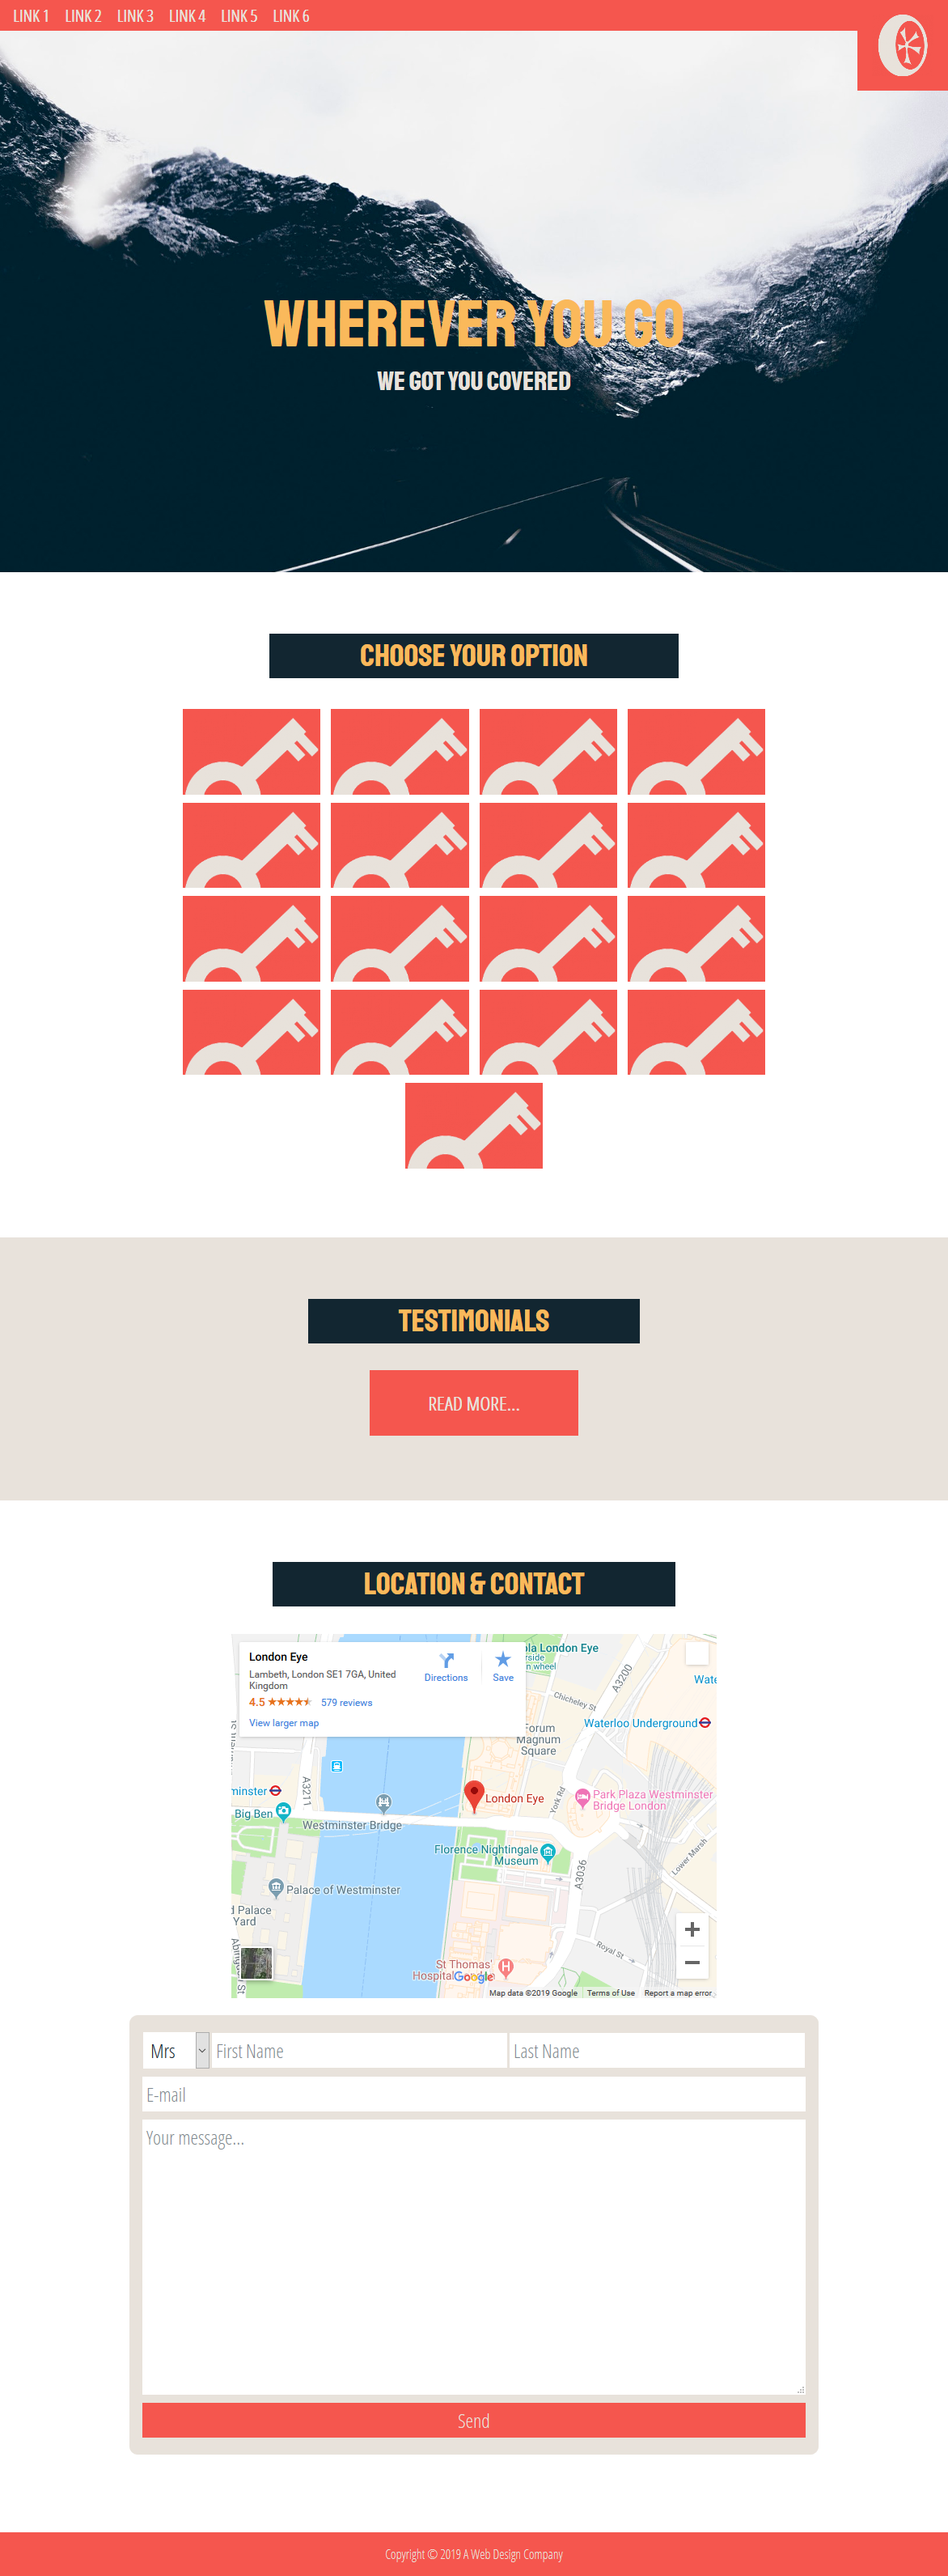 LINK 1 LINK 2 LINK 3 LINK 4 LINK 5 LINK 6
WHEREVER YOU GO
WE GOT YOU COVERED
CHOOSE YOUR OPTION
TESTIMONIALS
READ MORE...
LOCATION & CONTACT
London Eye
Lambeth, London SE1 7GA, United
Kingdom
4.5 579 reviews
View larger map
Directions
Save
la London Eye
rside
n wheel
A3200
Wate
Chicheley St
Waterloo Underground
Forum
Magnum
Square
minster
A3211
Big Ben
Westminster Bridge
London Eye
York Rd
Park Plaza Westminster
Bridge London
Florence Nightingale
Museum
A3036
Lower Marsh
Palace of Westminster
d Palace
Yard
St Thomas'
Hospital
Google
Royal St
Map data ©2019 Google Terms of Use Report a map error
Mrs First Name Last Name
E-mail
Your message...
Send
Copyright © 2019 A Web Design Company